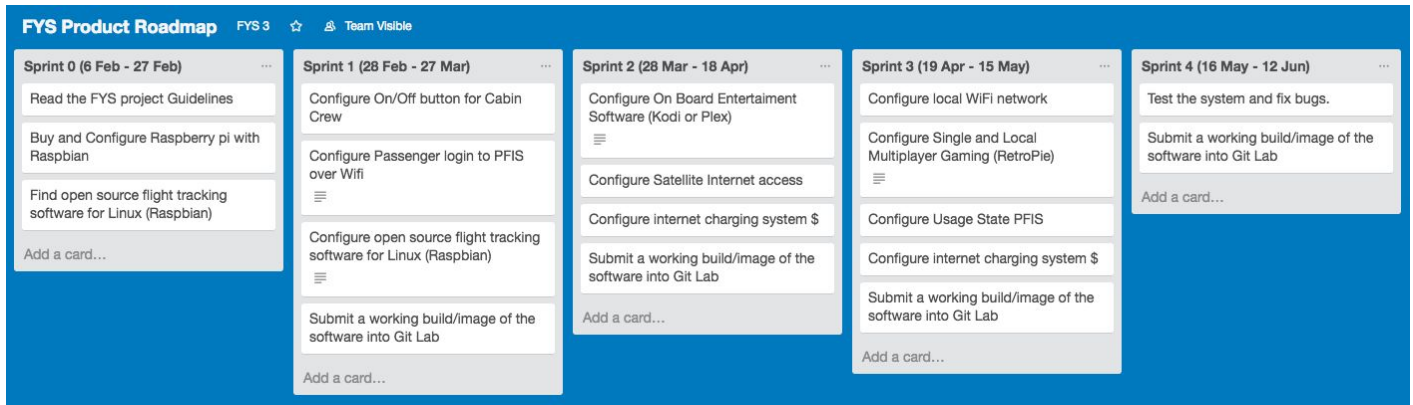 FYS Product Roadmap FYS 3 Team Visible
Sprint 0 (6 Feb - 27 Feb) ...
Read the FYS project Guidelines
Buy and Configure Raspberry pi with
Raspbian
Find open source flight tracking
software for Linux (Raspbian)
Add a card...
Sprint 1 (28 Feb - 27 Mar) ...
Configure On/Off button for Cabin
Crew
Configure Passenger login to PFIS
over Wifi
Configure open source flight tracking
software for Linux (Raspbian)
Submit a working build/image of the
software into Git Lab
Add a card...
Sprint 2 (28 Mar - 18 Apr) ...
Configure On Board Entertaiment
Software (Kodi or Plex)
Configure Satellite Internet access
Configure internet charging system $
Submit a working build/image of the
software into Git Lab
Add a card...
Sprint 3 (19 Apr - 15 May) ...
Configure local WiFi network
Configure Single and Local
Multiplayer Gaming (RetroPie)
Configure Usage State PFIS
Configure internet charging system $
Submit a working build/image of the
software into Git Lab
Add a card...
Sprint 4 (16 May - 12 Jun) ...
Test the system and fix bugs.
Submit a working build/image of the
software into Git Lab
Add a card...